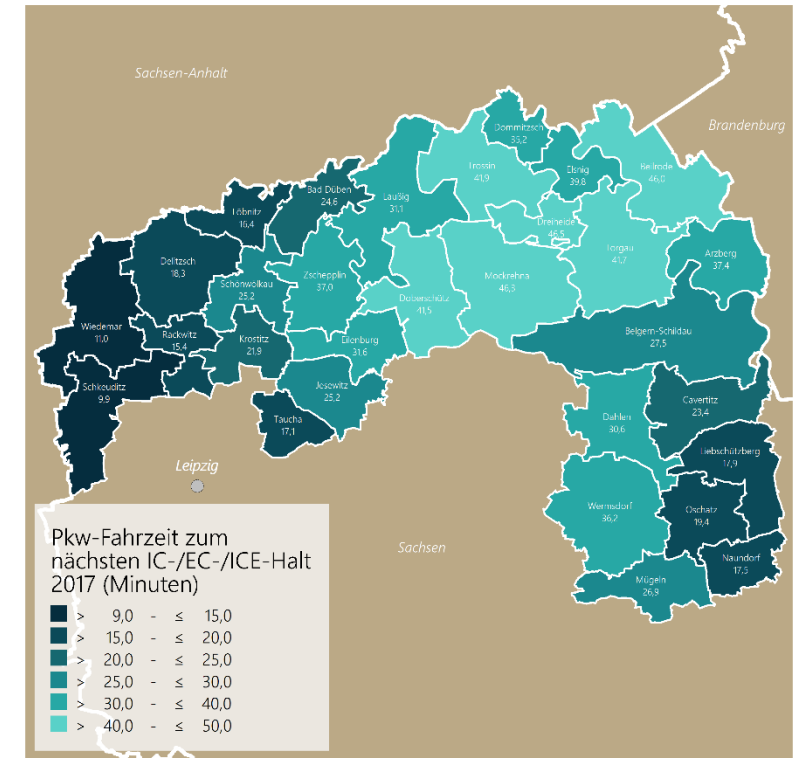 Sachsen-Anhalt
Brandenburg
Dommitzsch
35,2
Trossin
41,9
Elsnig
39,8
Beilrode
46,0
Bad Düben
24,6
Laußig
31,1
Löbnitz
16,4
Dreiheide
46,5
Torgau
41,7
Arzberg
37,4
Delitzsch
18,3
Schönwölkau
25,2
Zschepplin
37,0
Mockrehna
46,3
Doberschütz
41,5
Wiedemar
11,0
Rackwitz
15,4
Krostitz
21,9
Eilenburg
31,6
Belgern-Schildau
27,5
Schkeuditz
9,9
Jesewitz
25,2
Cavertitz
23,4
Taucha
17,1
Dahlen
30,6
Liebschützberg
17,9
Leipzig
Wermsdorf
36,2
Oschatz
19,4
Sachsen
Naundorf
17,5
Mügeln
26,9
Pkw-Fahrzeit zum
nächsten IC-/EC-/ICE-Halt
2017 (Minuten)
> 9,0 - ≤ 15,0
> 15,0 - ≤ 20,0
> 20,0 - ≤ 25,0
> 25,0 - ≤ 30,0
> 30,0 - ≤ 40,0
> 40,0 - ≤ 50,0